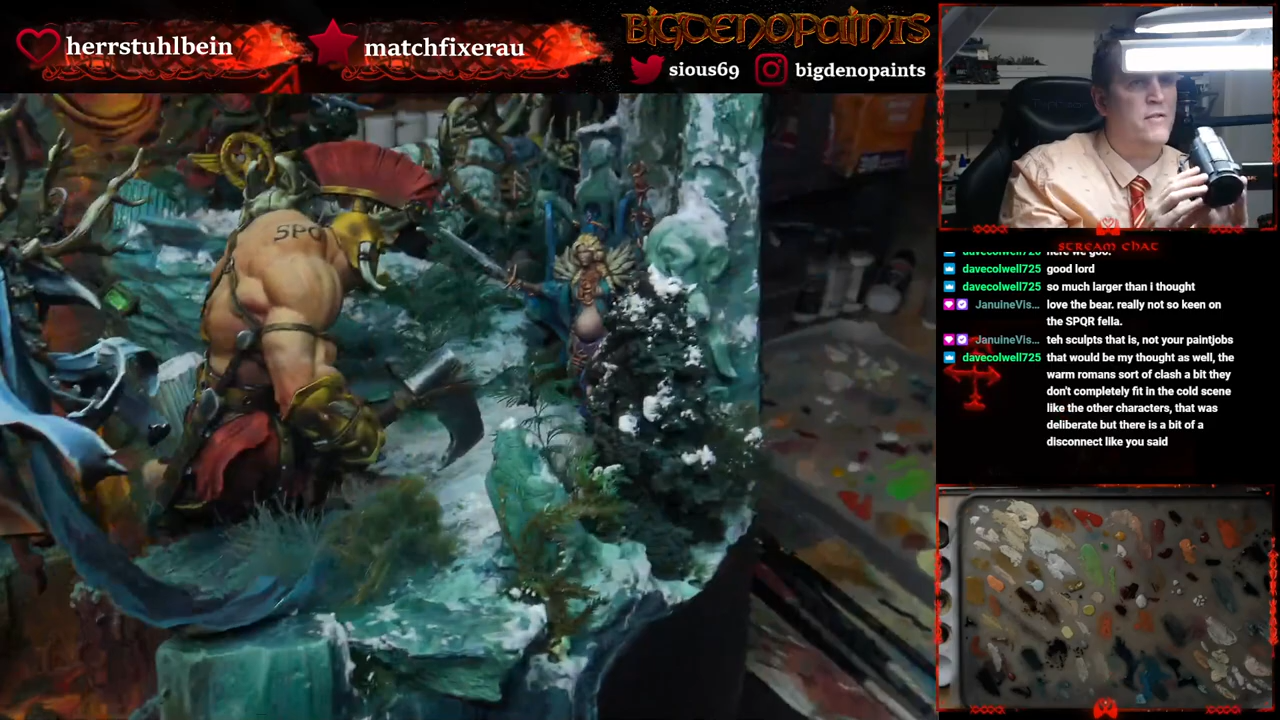 herrstuhlbein
matchfixerau
BIGDENOPAINTS
sious69
bigdenopaints
SPQ
STREAM CHAT
here we goo!
davecolwell725 good lord
davecolwell725 so much larger than i thought
JanuineVis... love the bear. really not so keen on
the SPQR fella.
JanuineVis... teh sculpts that is, not your paintjobs
davecolwell725 that would be my thought as well, the
warm romans sort of clash a bit they
don't completely fit in the cold scene
like the other characters, that was
deliberate but there is a bit of a
disconnect like you said